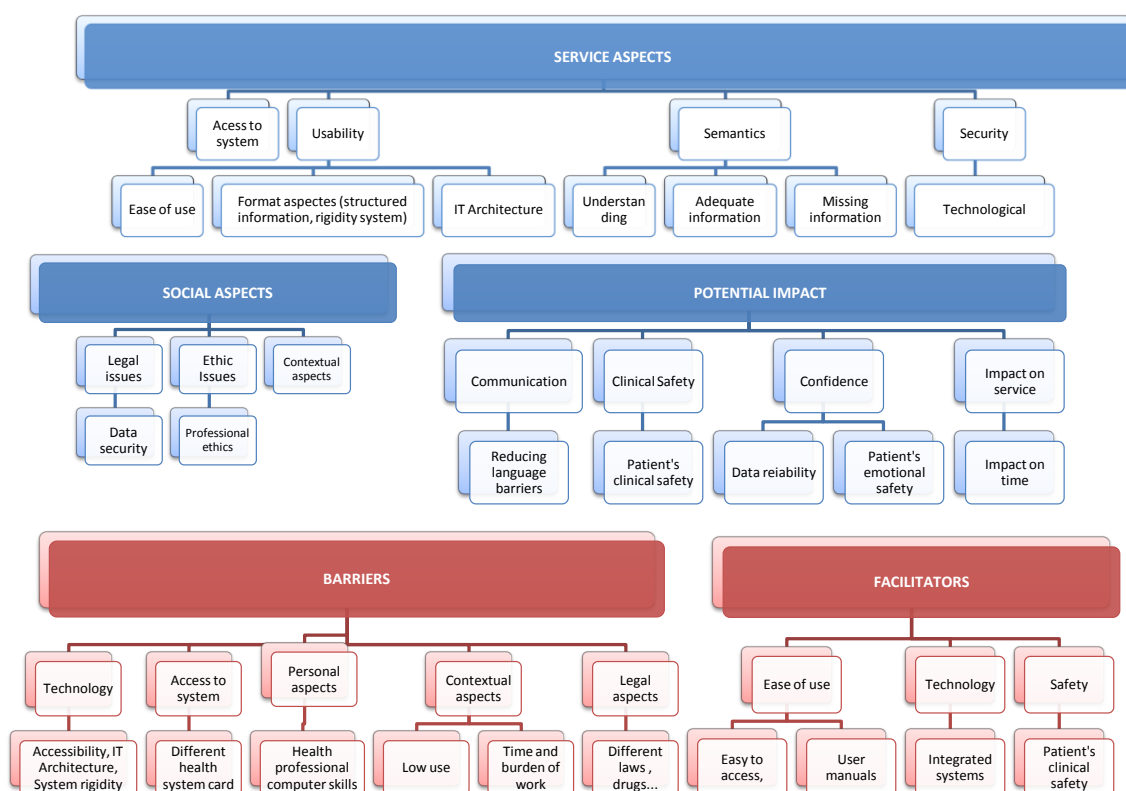 SERVICE ASPECTS
Acess to
system
Usability
Semantics
Security
Ease of use
Format aspectes (structured
information, rigidity system)
IT Architecture
Understan
ding
Adequate
information
Missing
information
Technological
SOCIAL ASPECTS
Legal
issues
Ethic
Issues
Contextual
aspects
Data
security
Professional
ethics
POTENTIAL IMPACT
Communication
Clinical Safety
Confidence
Impact on
service
Reducing
language
barriers
Patient's
clinical safety
Data reiability
Patient's
emotional
safety
Impact on
time
BARRIERS
Technology
Access to
system
Personal
aspects
Contextual
aspects
Legal
aspects
Accessibility, IT
Architecture,
System rigidity
Different
health
system card
Health
professional
computer skills
Low use
Time and
burden of
work
Different
laws ,
drugs...
FACILITATORS
Ease of use
Technology
Safety
Easy to
access,
User
manuals
Integrated
systems
Patient's
clinical
safety